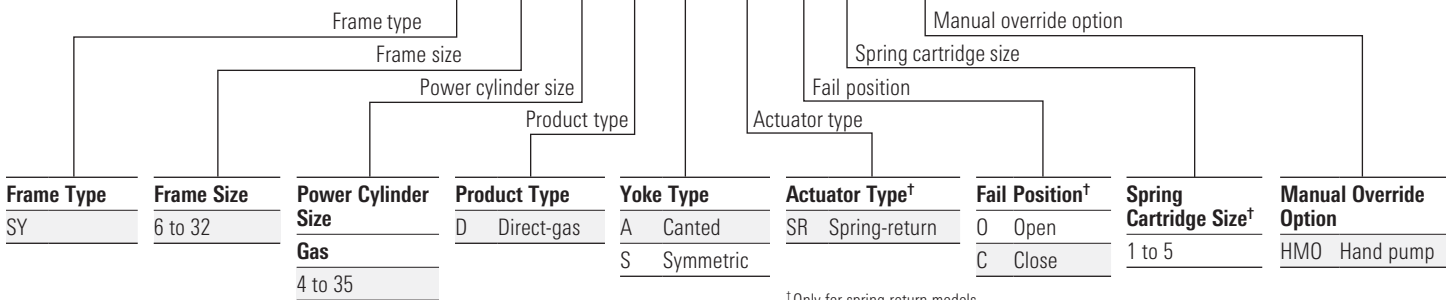 Frame type
Manual override option
Frame size
Spring cartridge size
Power cylinder size
Fail position
Product type
Actuator type
Frame Type
SY
Frame Size
6 to 32
Power Cylinder
Size
Gas
4 to 35
Product Type
D Direct-gas
Yoke Type
A Canted
S Symmetric
Actuator Type†
SR Spring-return
Fail Position†
O Open
C Close
Spring
Cartridge Size†
1 to 5
Manual Override
Option
HMO Hand pump
†Only for spring-return models